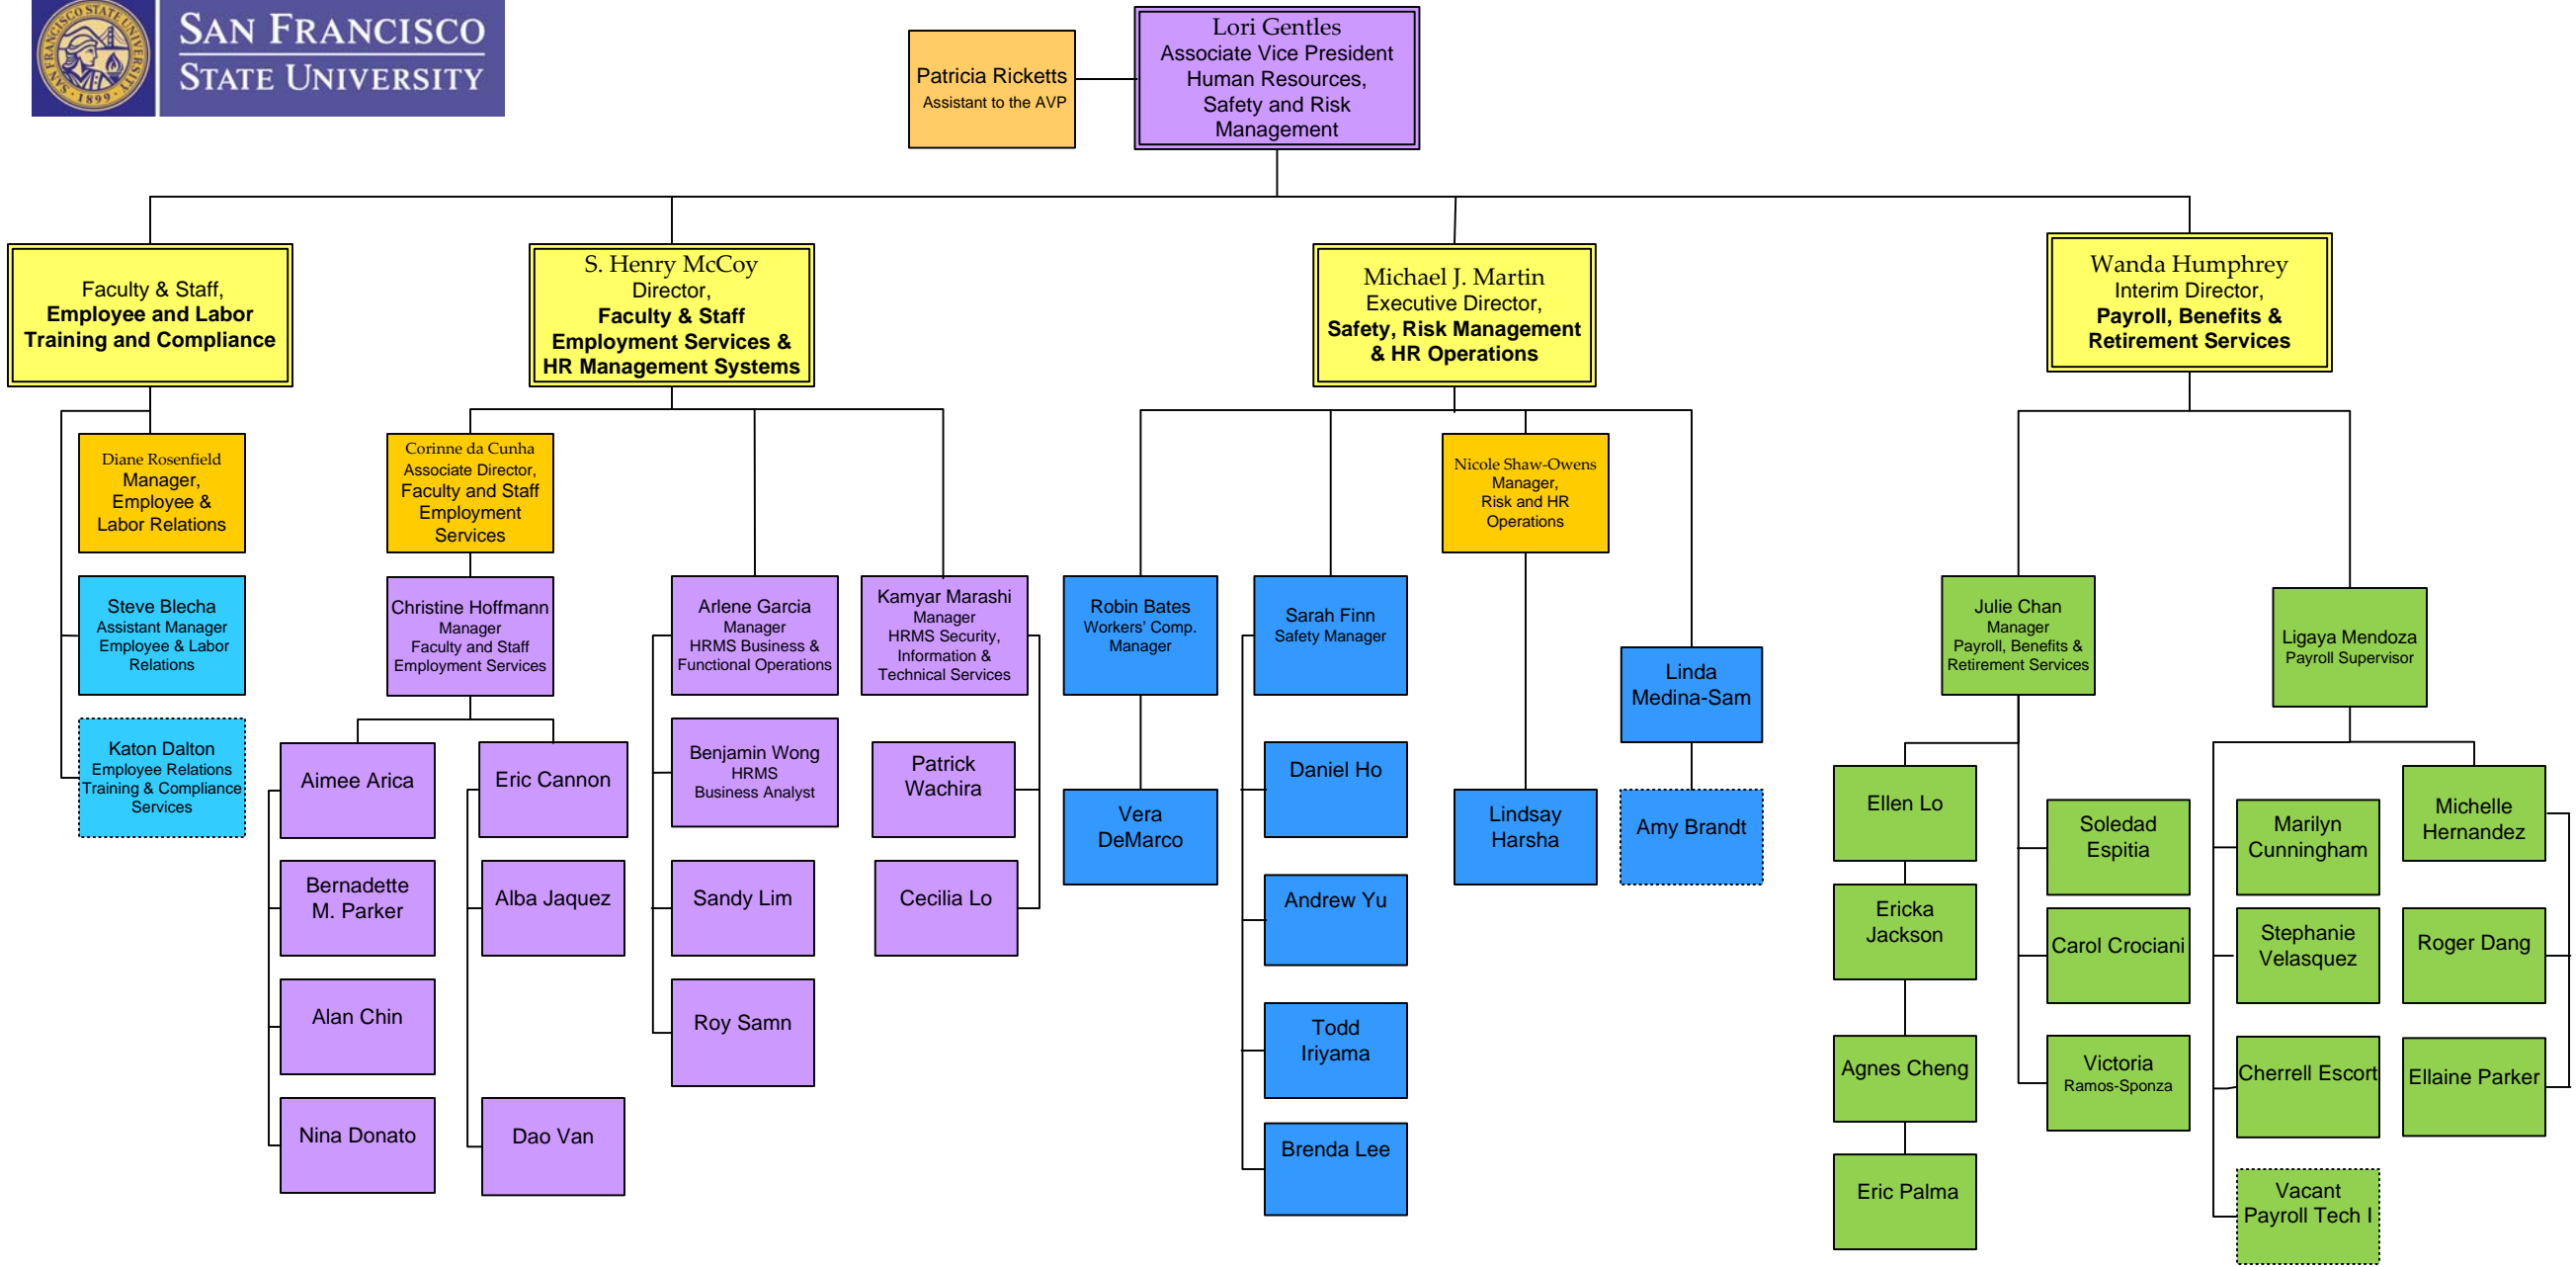 SAN FRANCISCO STATE UNIVERSITY
1899
SAN FRANCISCO
STATE UNIVERSITY
Patricia Ricketts
Assistant to the AVP
Lori Gentles
Associate Vice President
Human Resources,
Safety and Risk
Management
Faculty & Staff,
Employee and Labor
Training and Compliance
S. Henry McCoy
Director,
Faculty & Staff
Employment Services &
HR Management Systems
Michael J. Martin
Executive Director,
Safety, Risk Management
& HR Operations
Wanda Humphrey
Interim Director,
Payroll, Benefits &
Retirement Services
Diane Rosenfield
Manager,
Employee &
Labor Relations
Corinne da Cunha
Associate Director,
Faculty and Staff
Employment
Services
Nicole Shaw-Owens
Manager,
Risk and HR
Operations
Steve Blecha
Assistant Manager
Employee & Labor
Relations
Christine Hoffmann
Manager
Faculty and Staff
Employment Services
Arlene Garcia
Manager
HRMS Business &
Functional Operations
Kamyar Marashi
Manager
HRMS Security,
Information &
Technical Services
Robin Bates
Workers' Comp.
Manager
Sarah Finn
Safety Manager
Linda
Medina-Sam
Julie Chan
Manager
Payroll, Benefits &
Retirement Services
Ligaya Mendoza
Payroll Supervisor
Katon Dalton
Employee Relations
Training & Compliance
Services
Aimee Arica
Eric Cannon
Benjamin Wong
HRMS
Business Analyst
Patrick
Wachira
Vera
DeMarco
Daniel Ho
Lindsay
Harsha
Amy Brandt
Ellen Lo
Soledad
Espitia
Marilyn
Cunningham
Michelle
Hernandez
Bernadette
M. Parker
Alba Jaquez
Sandy Lim
Cecilia Lo
Andrew Yu
Ericka
Jackson
Carol Crociani
Stephanie
Velasquez
Roger Dang
Alan Chin
Roy Samn
Todd
Iriyama
Agnes Cheng
Victoria
Ramos-Sponza
Cherrell Escort
Ellaine Parker
Nina Donato
Dao Van
Brenda Lee
Eric Palma
Vacant
Payroll Tech I